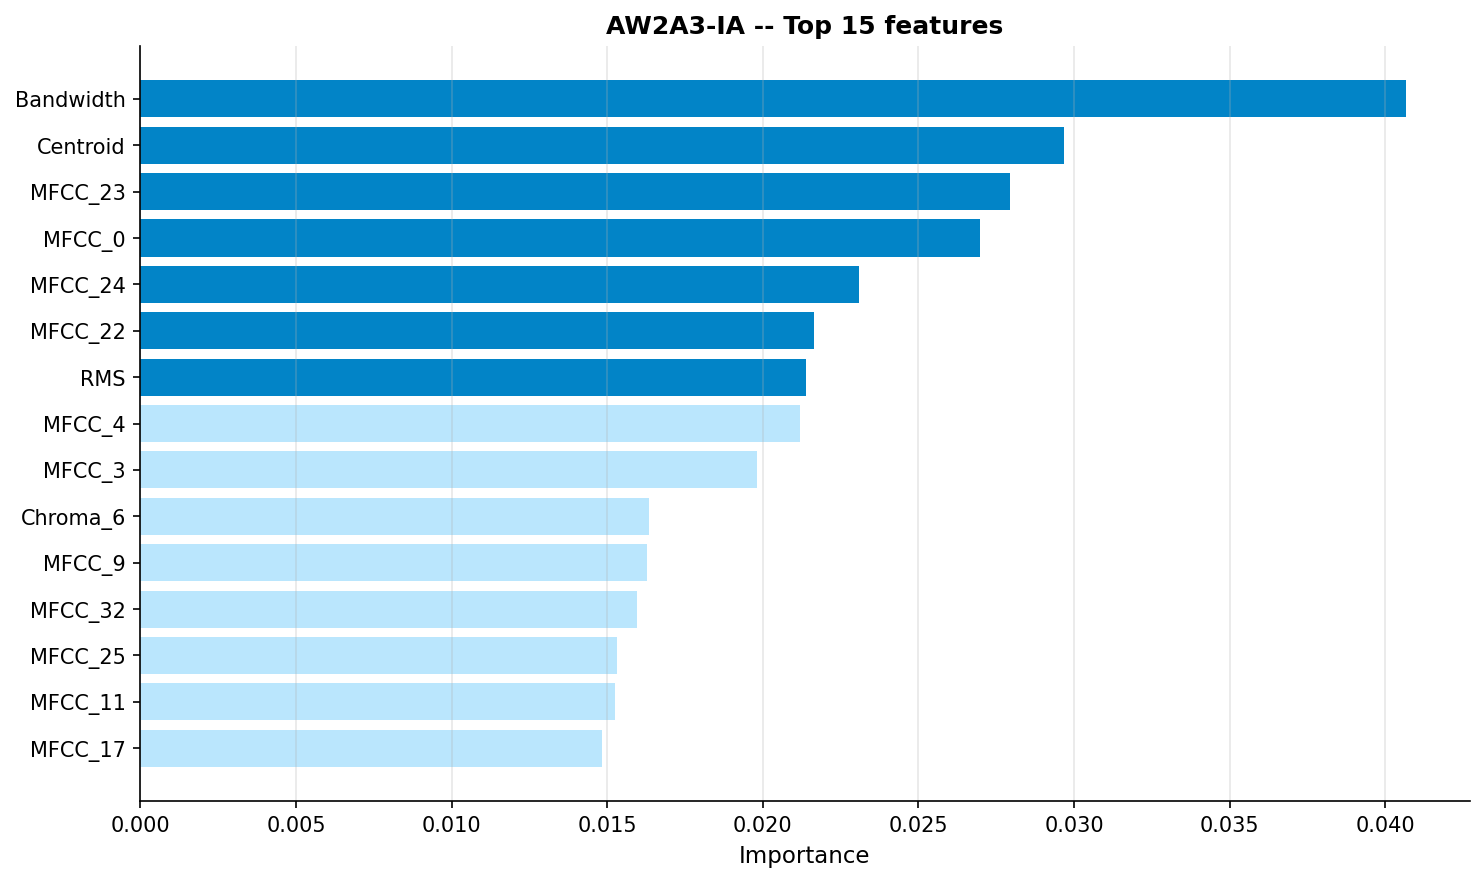 AW2A3-IA -- Top 15 features
Bandwidth
Centroid
MFCC_23
MFCC_0
MFCC_24
MFCC_22
RMS
MFCC_4
MFCC_3
Chroma_6
MFCC_9
MFCC_32
MFCC_25
MFCC_11
MFCC_17
0.000 0.005 0.010 0.015 0.020 0.025 0.030 0.035 0.040
Importance